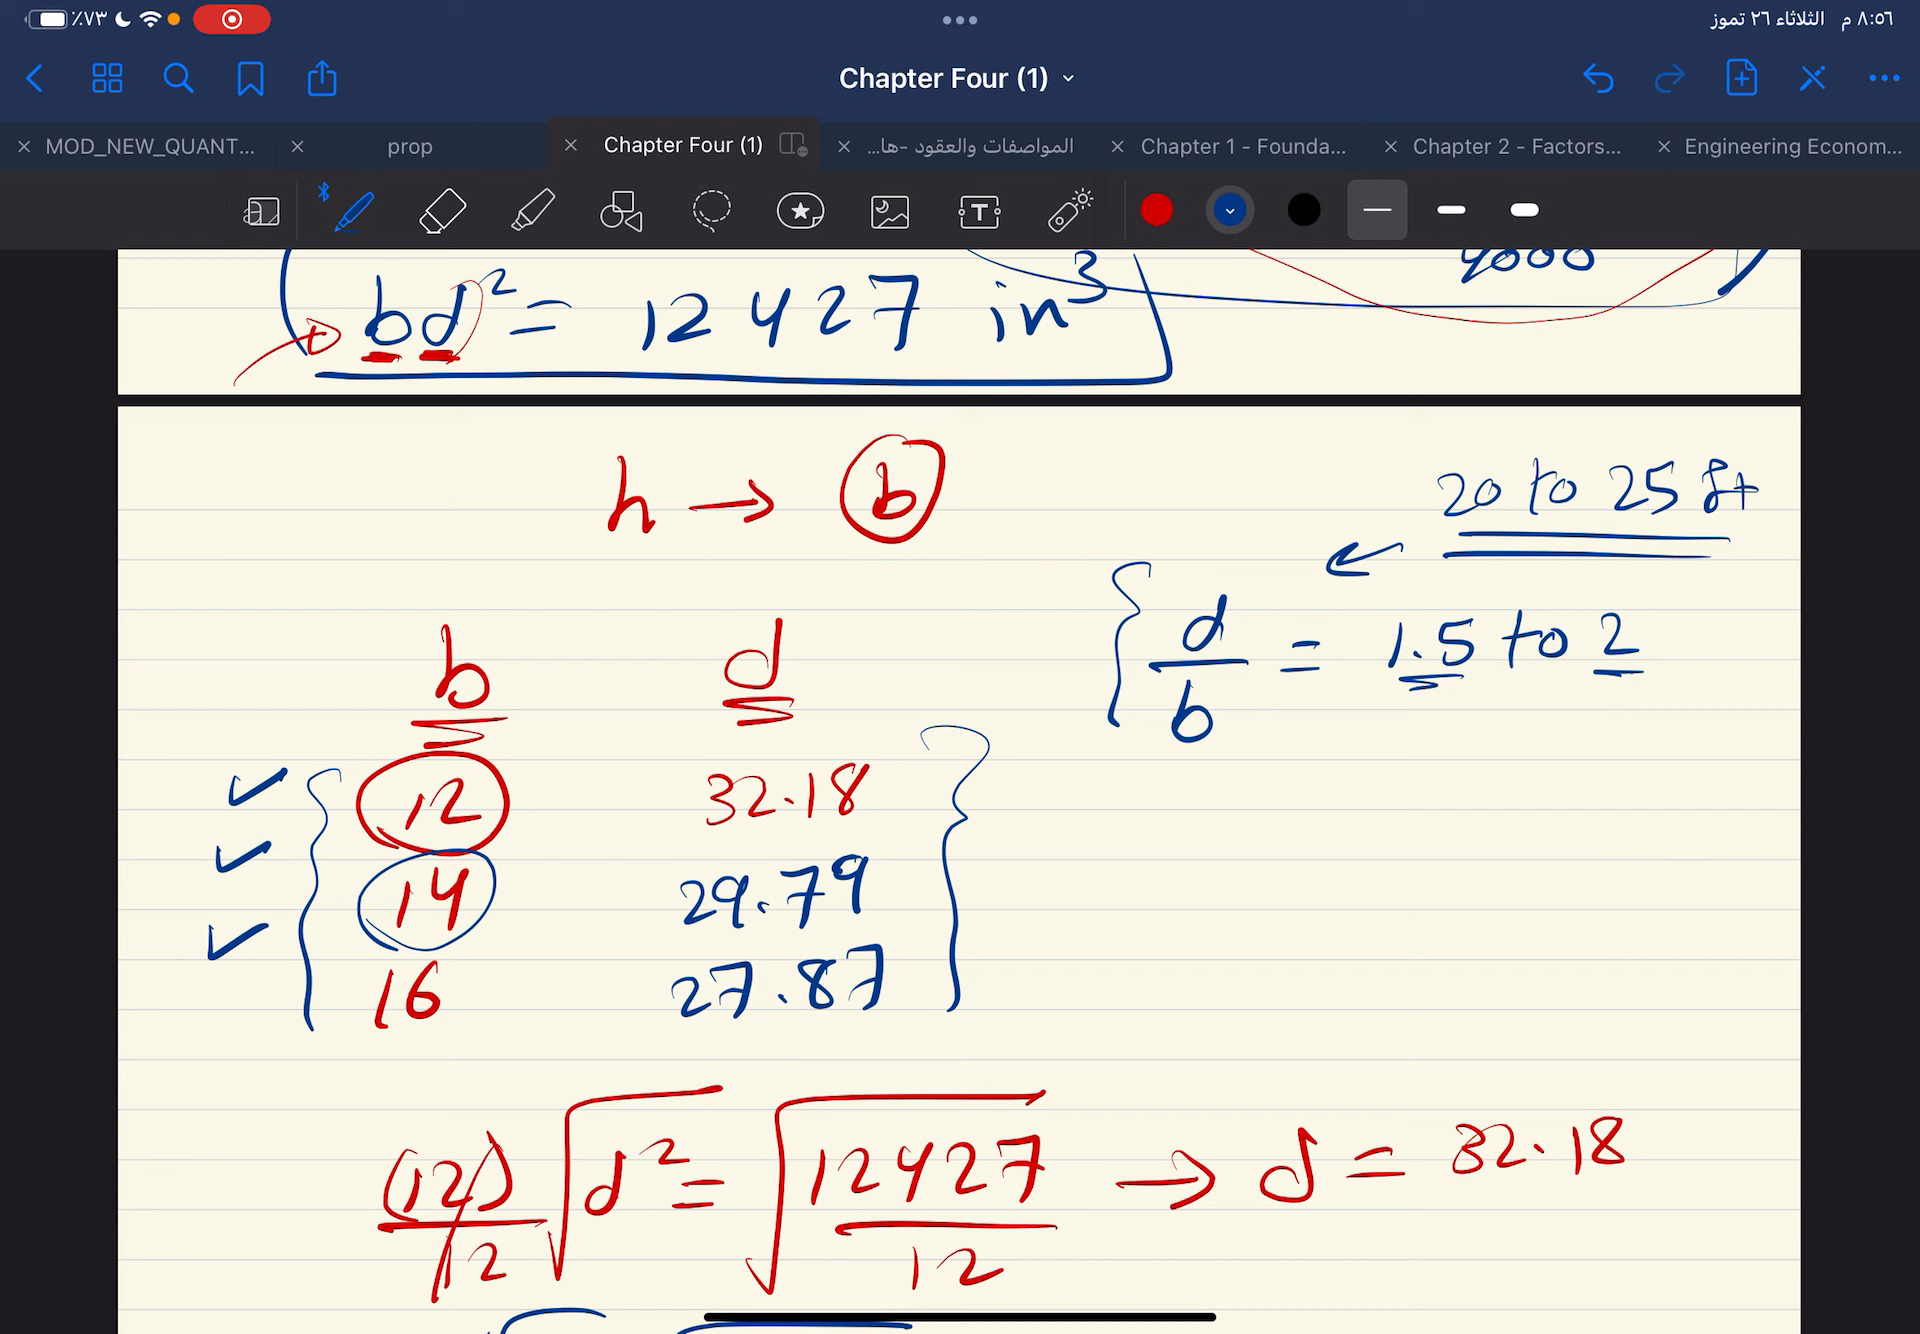 ٪٧٣ الثلاثاء ٢٦ تموز ٨:٥٦ م
Chapter Four (1)
MOD_NEW_QUANT... prop Chapter Four (1) المواصفات والعقود -ها... Chapter 1 - Founda... Chapter 2 - Factors... Engineering Econom...
T
bd² = 12427 in³
h → b
20 to 25 ft
d/b = 1.5 to 2
b d
12 32.18
14 29.79
16 27.87
(12)/12 √d² = √12427/12 → d = 32.18